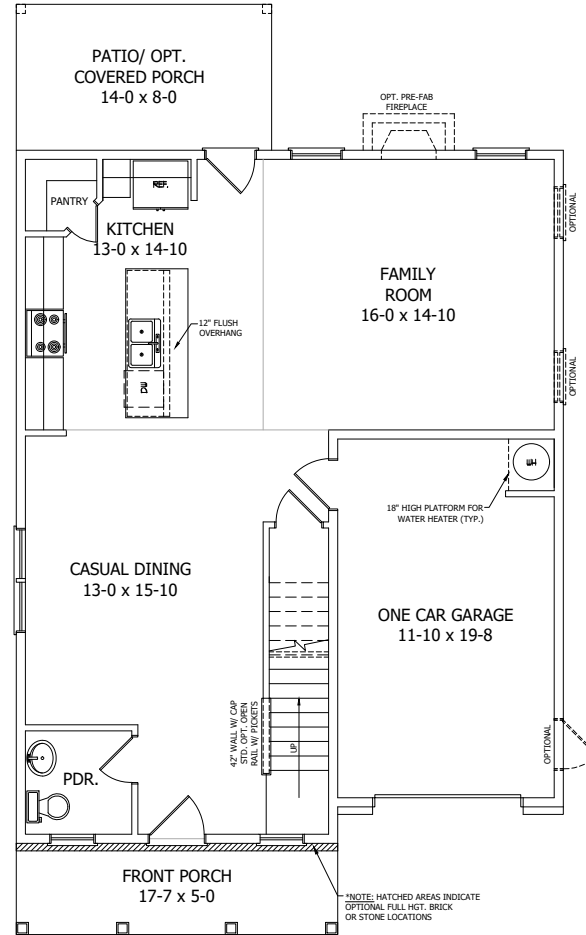 PATIO/ OPT.
COVERED PORCH
14-0 x 8-0
OPT. PRE-FAB
FIREPLACE
REF.
PANTRY
KITCHEN
13-0 x 14-10
OPTIONAL
FAMILY
ROOM
16-0 x 14-10
12" FLUSH
OVERHANG
DW
OPTIONAL
WH
18" HIGH PLATFORM FOR
WATER HEATER (TYP.)
CASUAL DINING
13-0 x 15-10
ONE CAR GARAGE
11-10 x 19-8
42" WALL W/ CAP
STD. OPT. OPEN
RAIL W/ PICKETS
UP
OPTIONAL
PDR.
FRONT PORCH
17-7 x 5-0
*NOTE: HATCHED AREAS INDICATE
OPTIONAL FULL HGT. BRICK
OR STONE LOCATIONS